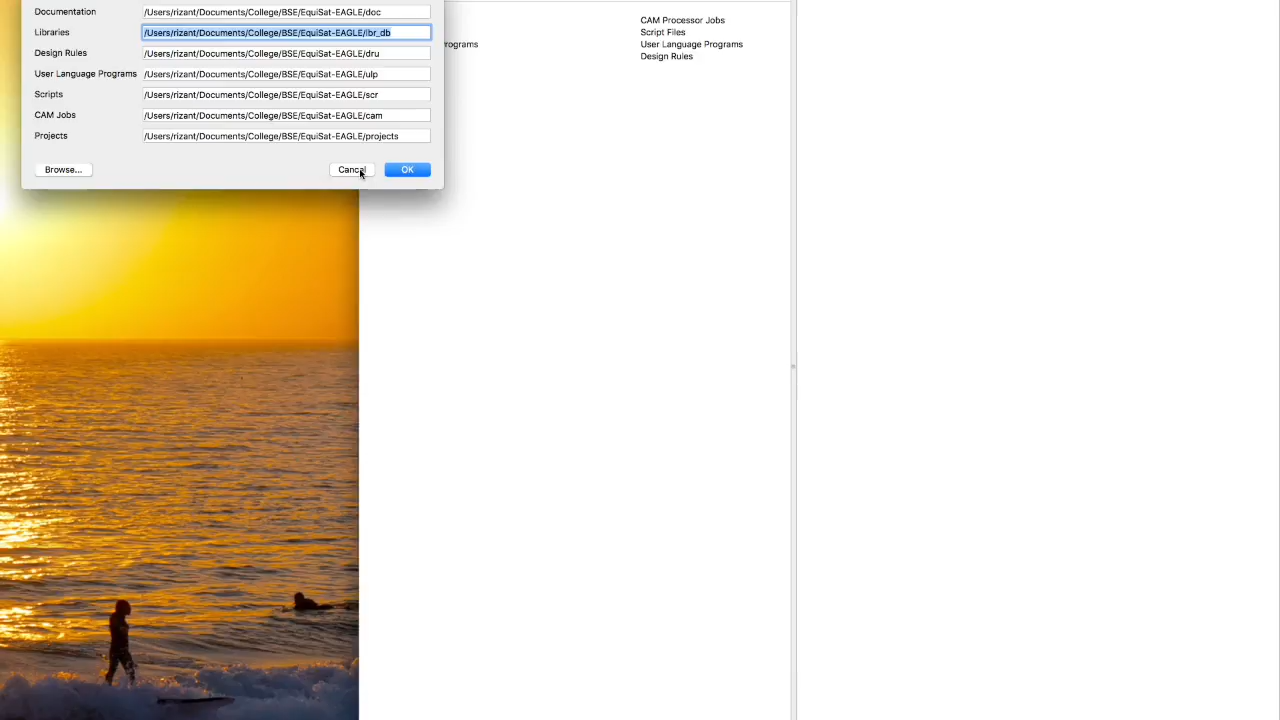 Documentation /Users/rizant/Documents/College/BSE/EquiSat-EAGLE/doc
Libraries /Users/rizant/Documents/College/BSE/EquiSat-EAGLE/lbr_db
Design Rules /Users/rizant/Documents/College/BSE/EquiSat-EAGLE/dru
User Language Programs /Users/rizant/Documents/College/BSE/EquiSat-EAGLE/ulp
Scripts /Users/rizant/Documents/College/BSE/EquiSat-EAGLE/scr
CAM Jobs /Users/rizant/Documents/College/BSE/EquiSat-EAGLE/cam
Projects /Users/rizant/Documents/College/BSE/EquiSat-EAGLE/projects
Browse... Cancel OK
CAM Processor Jobs
Script Files
rograms User Language Programs
Design Rules